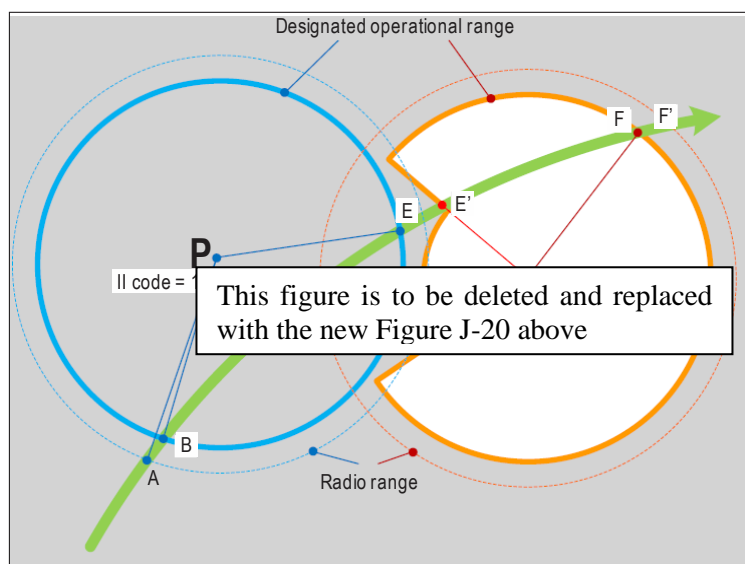 Designated operational range
F
F'
E
E'
P
II code =
This figure is to be deleted and replaced
with the new Figure J-20 above
B
A
Radio range